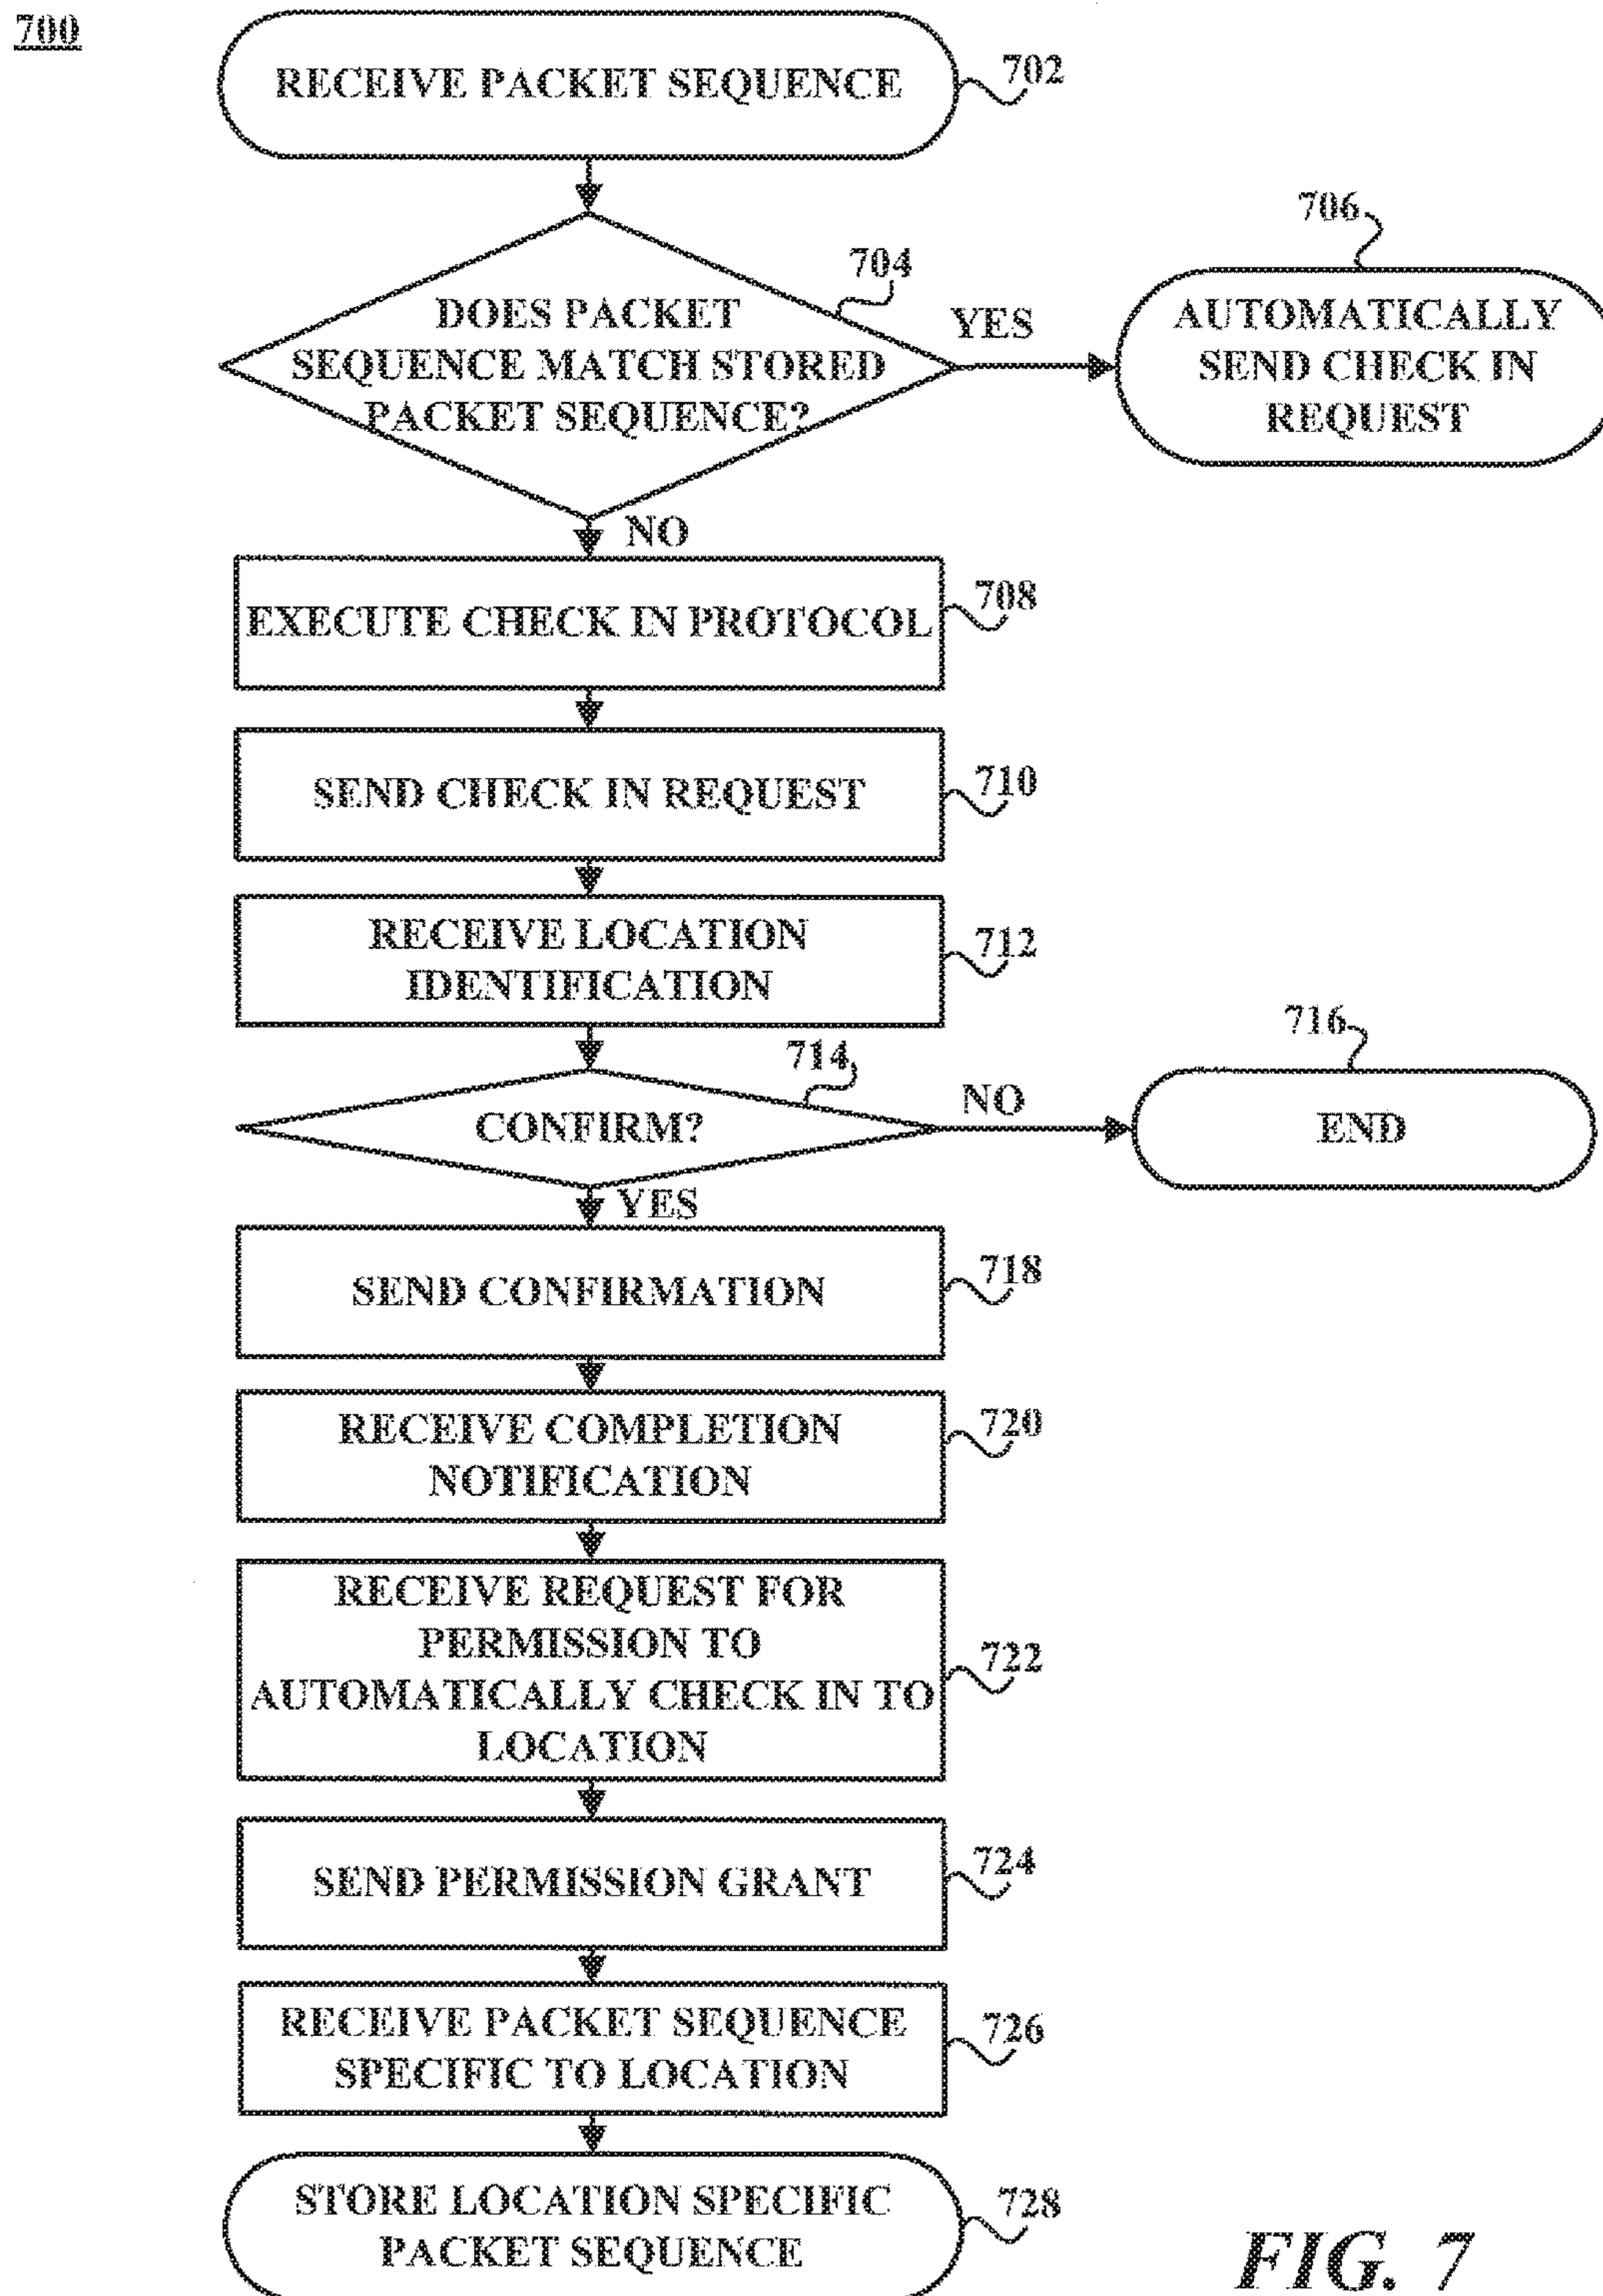 700
RECEIVE PACKET SEQUENCE
702
706
704
DOES PACKET
SEQUENCE MATCH STORED
PACKET SEQUENCE?
YES
AUTOMATICALLY
SEND CHECK IN
REQUEST
NO
EXECUTE CHECK IN PROTOCOL
708
SEND CHECK IN REQUEST
710
RECEIVE LOCATION
IDENTIFICATION
712
714
CONFIRM?
NO
716
END
YES
SEND CONFIRMATION
718
RECEIVE COMPLETION
NOTIFICATION
720
RECEIVE REQUEST FOR
PERMISSION TO
AUTOMATICALLY CHECK IN TO
LOCATION
722
SEND PERMISSION GRANT
724
RECEIVE PACKET SEQUENCE
SPECIFIC TO LOCATION
726
STORE LOCATION SPECIFIC
PACKET SEQUENCE
728
FIG. 7